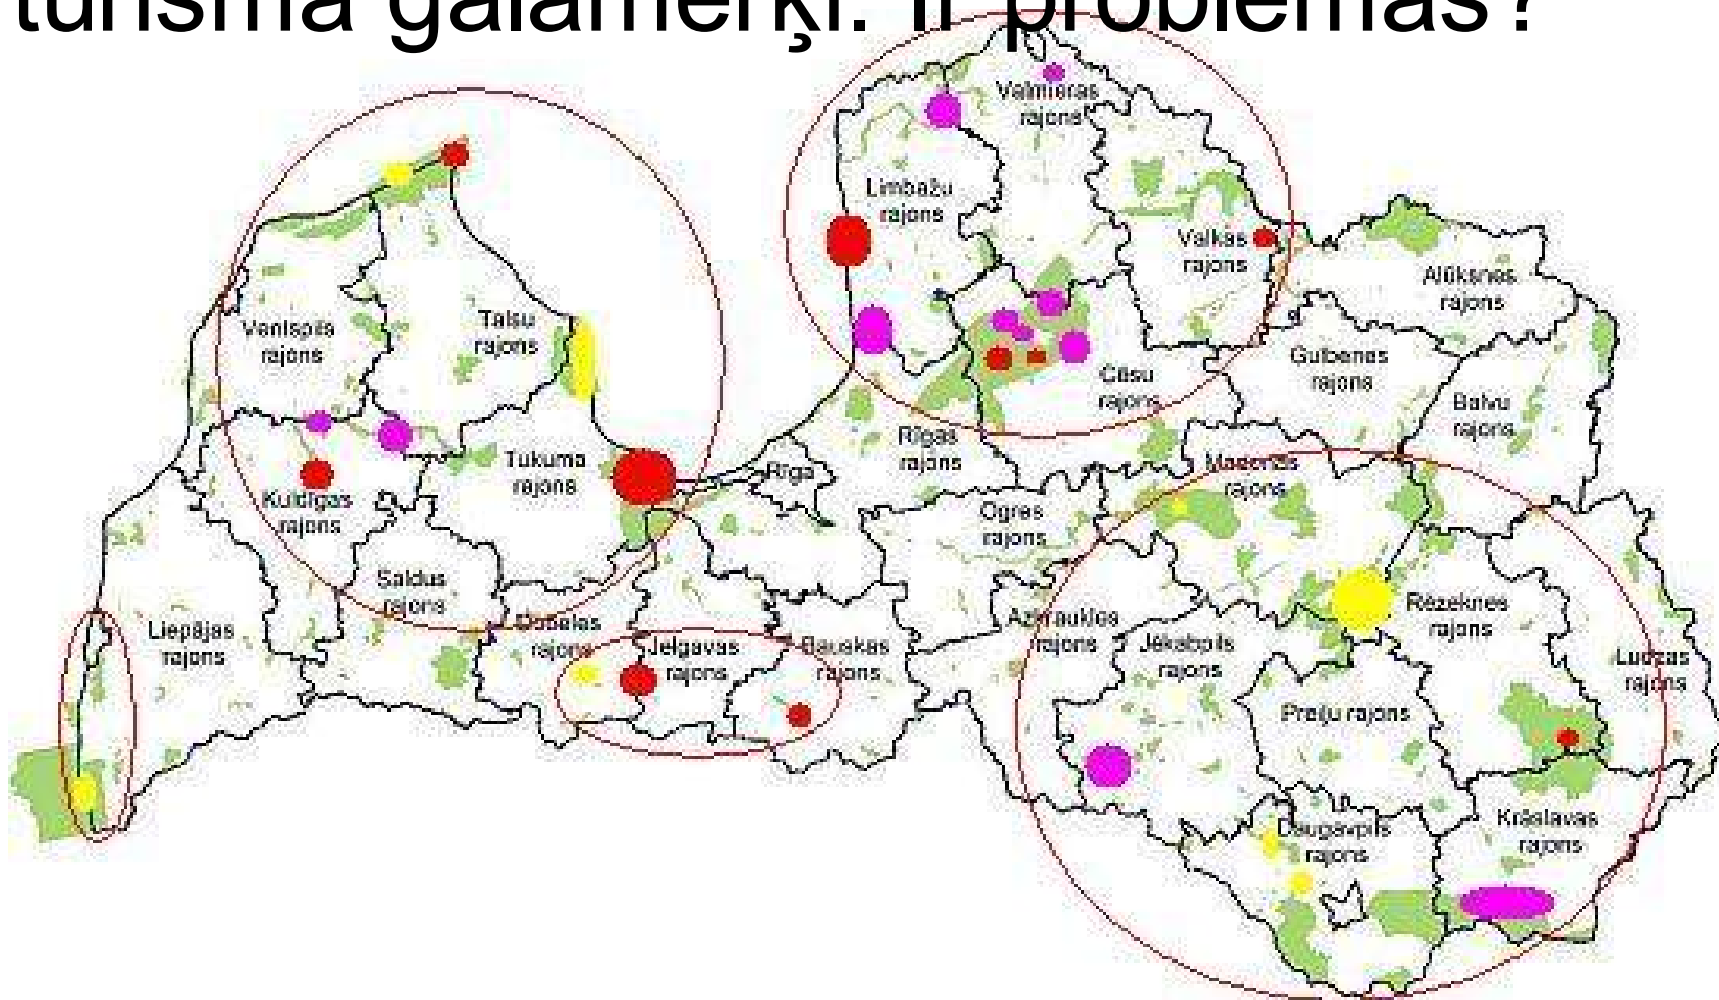 tūrisma galamērķi. Ir problēmas?
Valmieras
rajons
Limbažu
rajons
Valkas
rajons
Alūksnes
rajons
Ventspils
rajons
Talsu
rajons
Gulbenes
rajons
Cēsu
rajons
Balvu
rajons
Rīgas
rajons
Tukuma
rajons
Rīga
Madonas
rajons
Kuldīgas
rajons
Ogres
rajons
Saldus
rajons
Rēzeknes
rajons
Liepājas
rajons
Dobeles
rajons
Jelgavas
rajons
Bauskas
rajons
Aizkraukles
rajons
Jēkabpils
rajons
Ludzas
rajons
Preiļu rajons
Daugavpils
rajons
Krāslavas
rajons